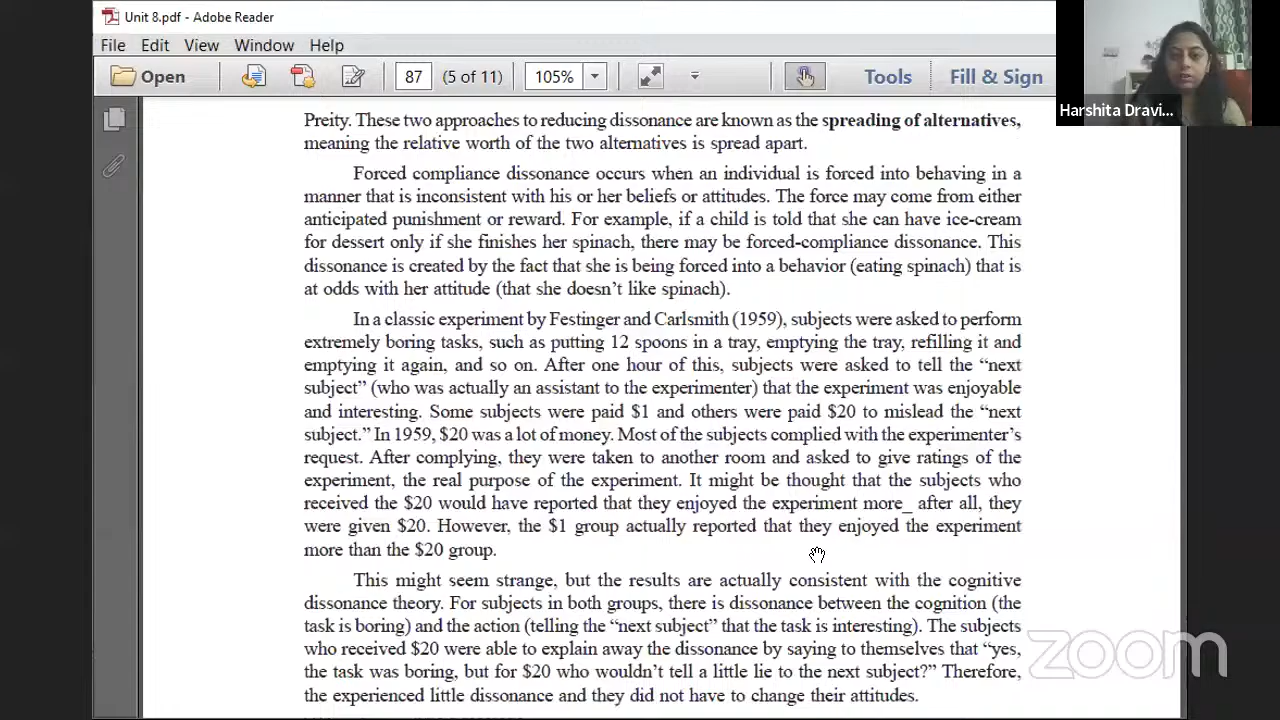 Unit 8.pdf - Adobe Reader
File Edit View Window Help
Open 87 (5 of 11) 105% Tools Fill & Sign
Harshita Dravi...
Preity. These two opproaches to reducing dissonance are known as the spreading of alternatives,
meaning the relative worth of the two alternatives is spread apart.
Forced compliance dissonance occurs when an individual is forced into behaving in a
manner that is inconsistent with his or her beliefs or attitudes. The force may come from either
anticipated punishment or reward. For example, if a child is told that she can have ice-cream
for dessert only if she finishes her spinach, there may be forced-compliance dissonance. This
dissonance is created by the fact that she is being forced into a behavior (eating spinach) that is
at odds with her attitude (that she doesn't like spinach).
In a classic experiment by Festinger and Carlsmith (1959), subjects were asked to perform
extremely boring tasks, such as putting 12 spoons in a tray, emptying the tray, refilling it and
emptying it again, and so on. After one hour of this, subjects were asked to tell the “next
subject” (who was actually an assistant to the experimenter) that the experiment was enjoyable
and interesting. Some subjects were paid $1 and others were paid $20 to mislead the “next
subject.” In 1959, $20 was a lot of money. Most of the subjects complied with the experimenter's
request. After complying, they were taken to another room and asked to give ratings of the
experiment, the real purpose of the experiment. It might be thought that the subjects who
received the $20 would have reported that they enjoyed the experiment more_ after all, they
were given $20. However, the $1 group actually reported that they enjoyed the experiment
more than the $20 group.
This might seem strange, but the results are actually consistent with the cognitive
dissonance theory. For subjects in both groups, there is dissonance between the cognition (the
task is boring) and the action (telling the “next subject” that the task is interesting). The subjects
who received $20 were able to explain away the dissonance by saying to themselves that “yes,
the task was boring, but for $20 who wouldn't tell a little lie to the next subject?” Therefore,
the experienced little dissonance and they did not have to change their attitudes.
zoom